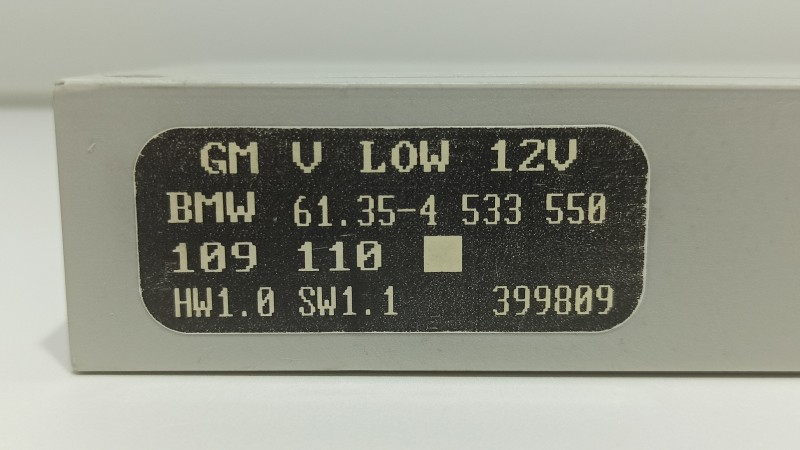 GM V LOW 12V
BMW 61.35-4 533 550
109 110
HW1.0 SW1.1 399809